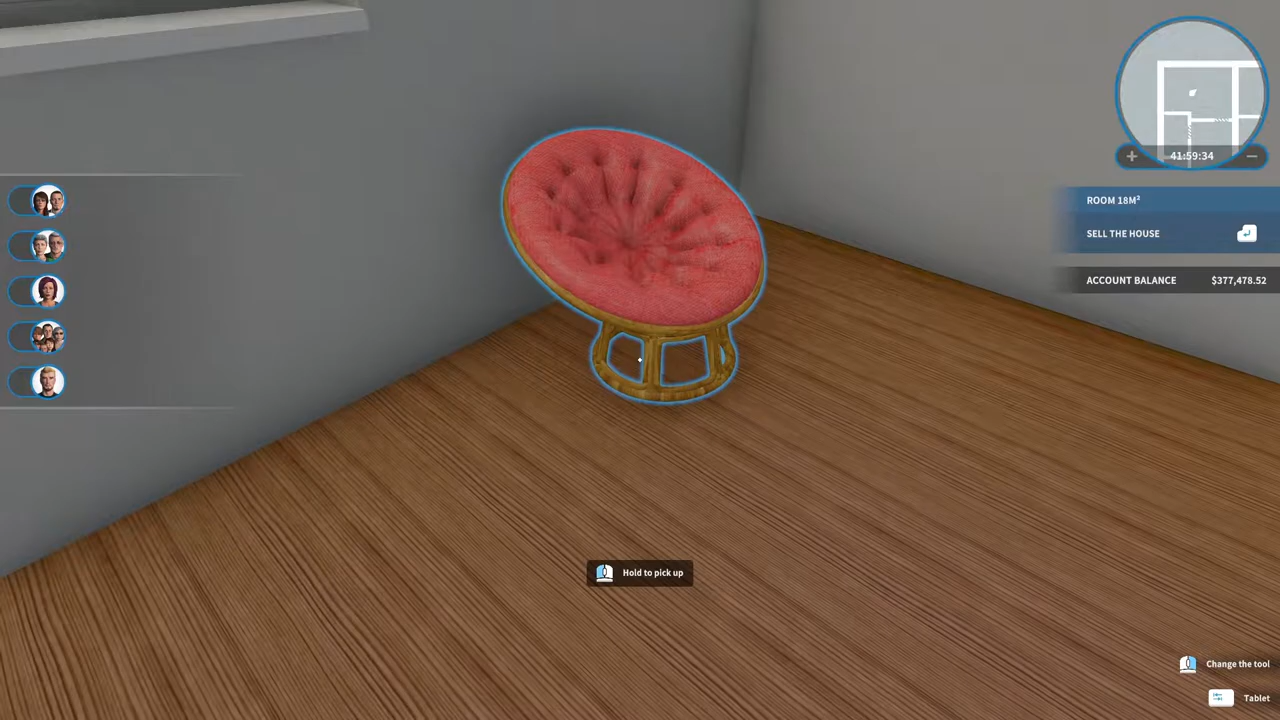 41:59:34
ROOM 18M²
SELL THE HOUSE
ACCOUNT BALANCE $377,478.52
Hold to pick up
Change the tool
Tablet